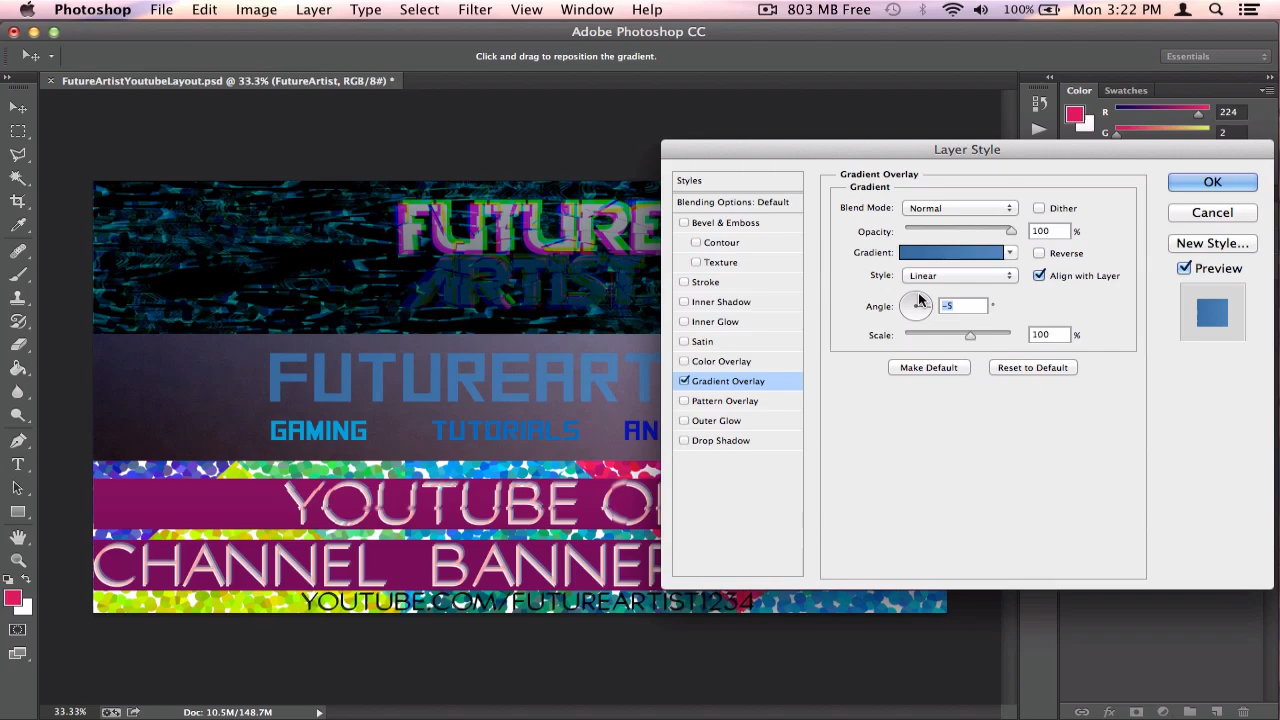 Photoshop File Edit Image Layer Type Select Filter View Window Help 803 MB Free 100% Mon 3:22 PM
Adobe Photoshop CC
Click and drag to reposition the gradient.
Essentials
× FutureArtistYoutubeLayout.psd @ 33.3% (FutureArtist, RGB/8#) *
Color Swatches
R 224
G 2
Layer Style
Styles
Blending Options: Default
Bevel & Emboss
Contour
Texture
Stroke
Inner Shadow
Inner Glow
Satin
Color Overlay
Gradient Overlay
Pattern Overlay
Outer Glow
Drop Shadow
Gradient Overlay
Gradient
Blend Mode: Normal Dither
Opacity: 100 %
Gradient: Reverse
Style: Linear Align with Layer
Angle: -5 °
Scale: 100 %
Make Default Reset to Default
OK
Cancel
New Style...
Preview
FUTURE
ARTIST
FUTUREART
GAMING TUTORIALS AN
YOUTUBE O
CHANNEL BANNER
YOUTUBE.COM/FUTUREARTIST1234
33.33% Doc: 10.5M/148.7M